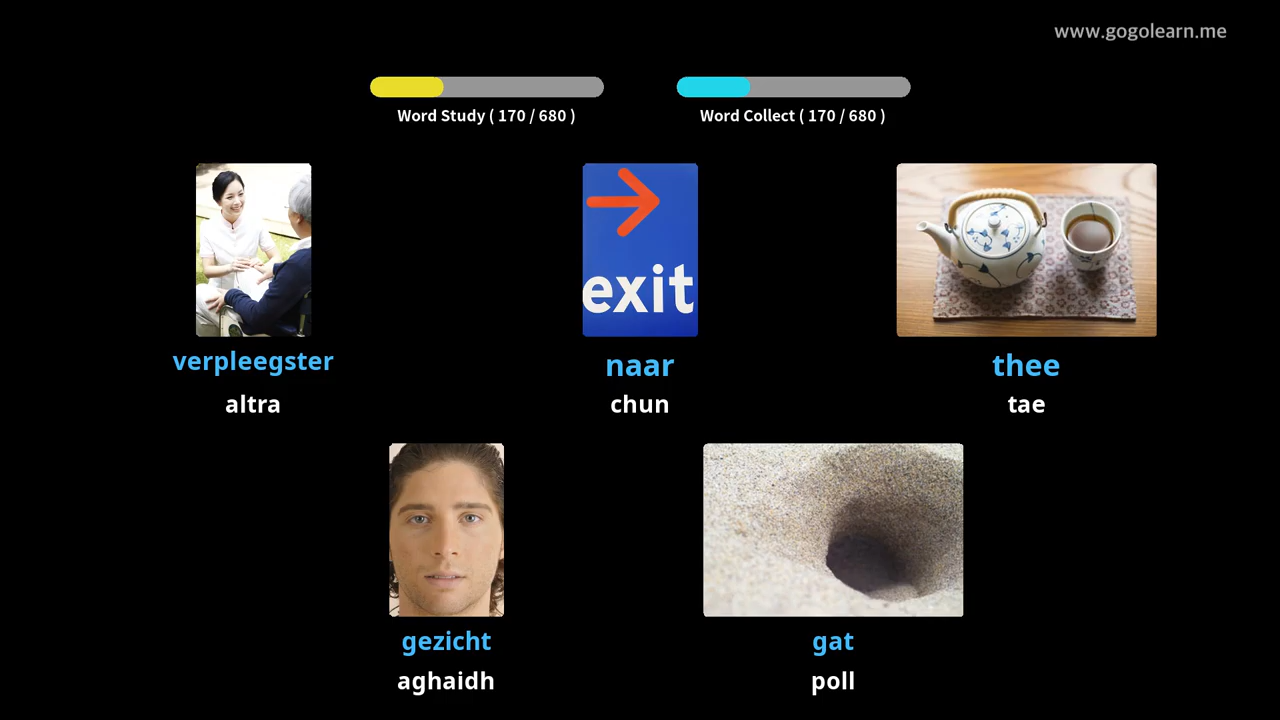 www.gogolearn.me
Word Study ( 170 / 680 )
Word Collect ( 170 / 680 )
exit
verpleegster
naar
thee
altra
chun
tae
gezicht
gat
aghaidh
poll